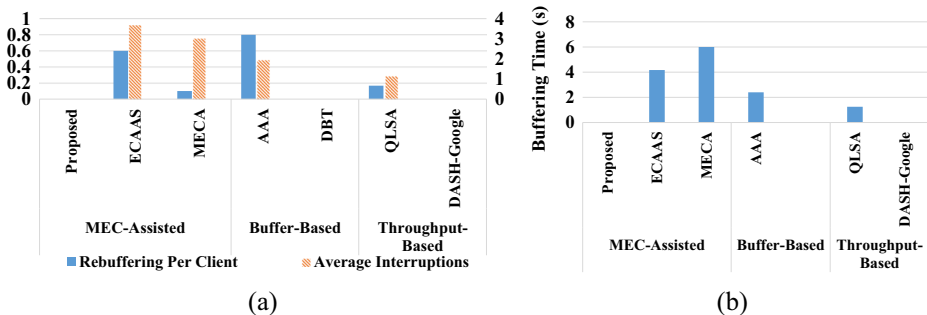 1
0.8
0.6
0.4
0.2
0
4
3
2
1
0
Proposed
ECAAS
MECA
AAA
DBT
QLSA
DASH-Google
MEC-Assisted
Buffer-Based
Throughput-
Based
Rebuffering Per Client
Average Interruptions
(a)
Buffering Time (s)
8
6
4
2
0
Proposed
ECAAS
MECA
AAA
QLSA
DASH-Google
MEC-Assisted
Buffer-Based
Throughput-
Based
(b)